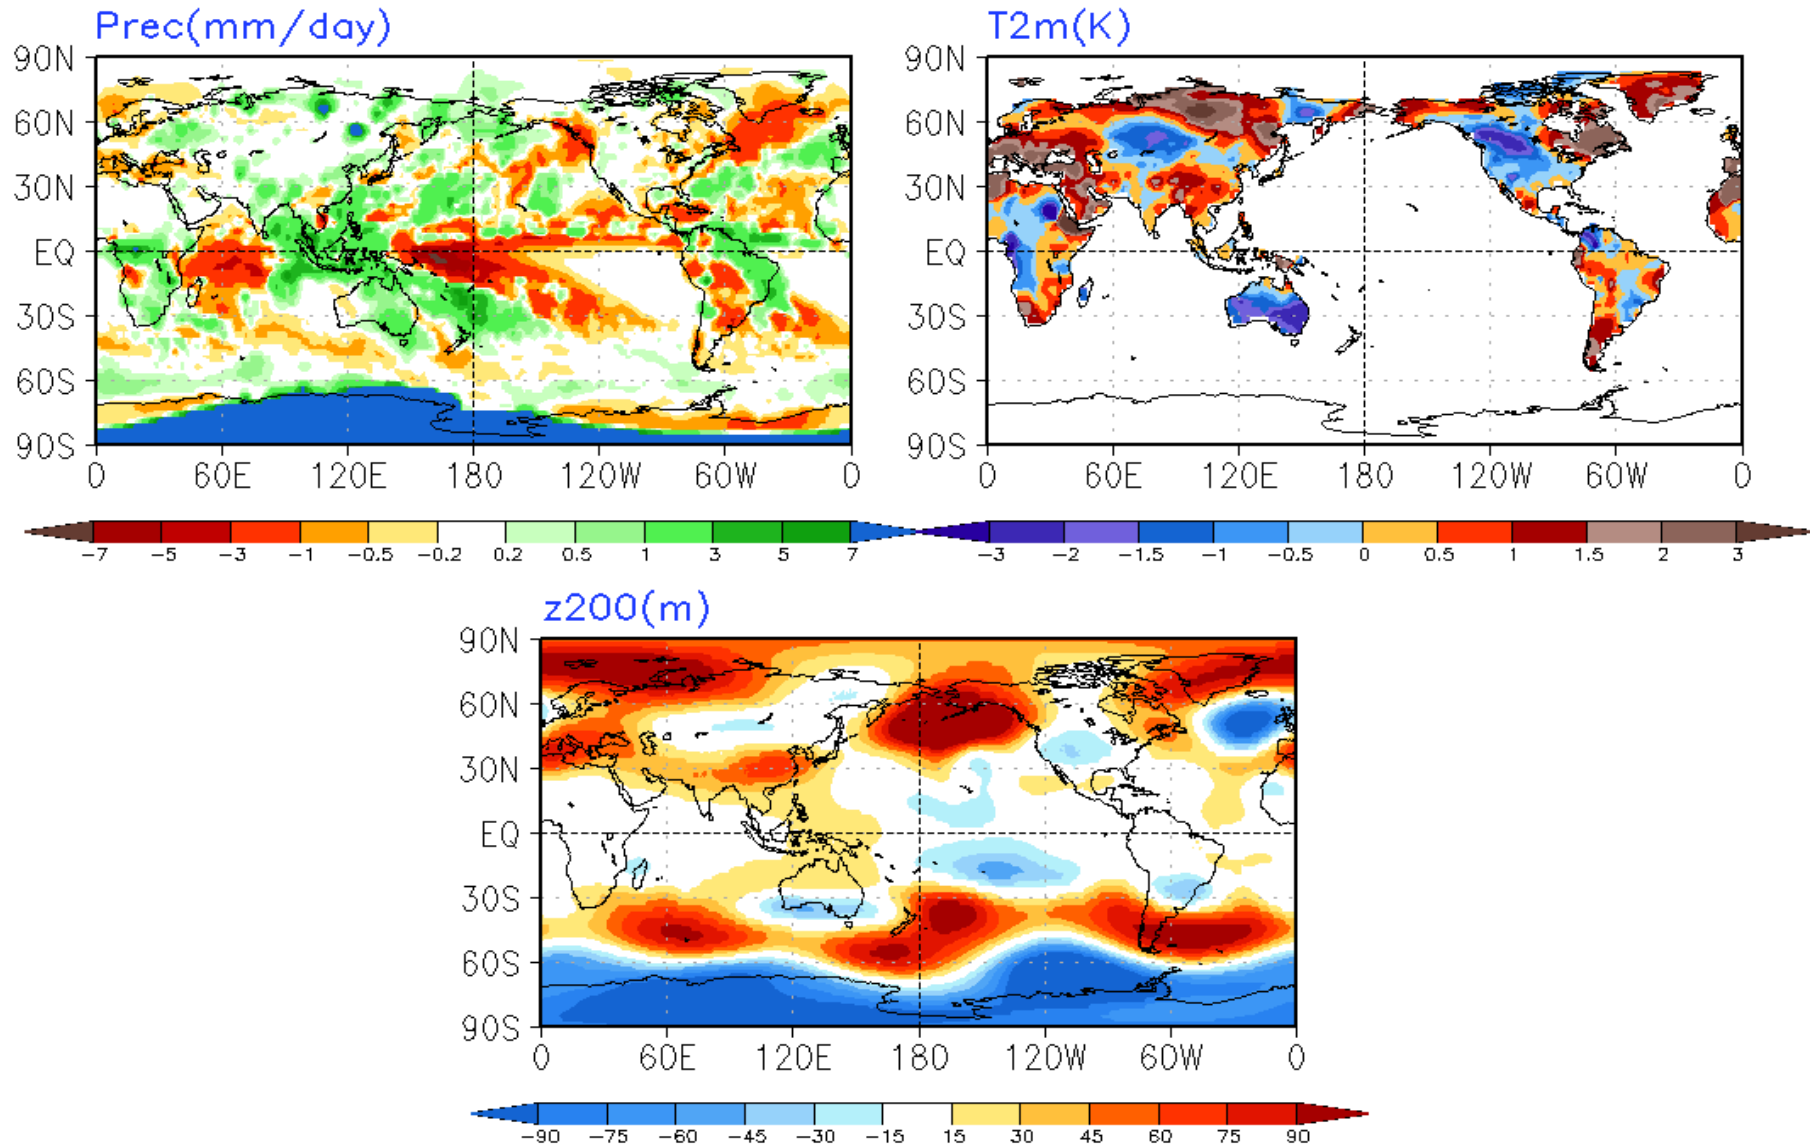 Prec(mm/day)
90N
60N
30N
EQ
30S
60S
90S
0 60E 120E 180 120W 60W 0
-7 -5 -3 -1 -0.5 -0.2 0.2 0.5 1 3 5 7
T2m(K)
90N
60N
30N
EQ
30S
60S
90S
0 60E 120E 180 120W 60W 0
-3 -2 -1.5 -1 -0.5 0 0.5 1 1.5 2 3
z200(m)
90N
60N
30N
EQ
30S
60S
90S
0 60E 120E 180 120W 60W 0
-90 -75 -60 -45 -30 -15 15 30 45 60 75 90